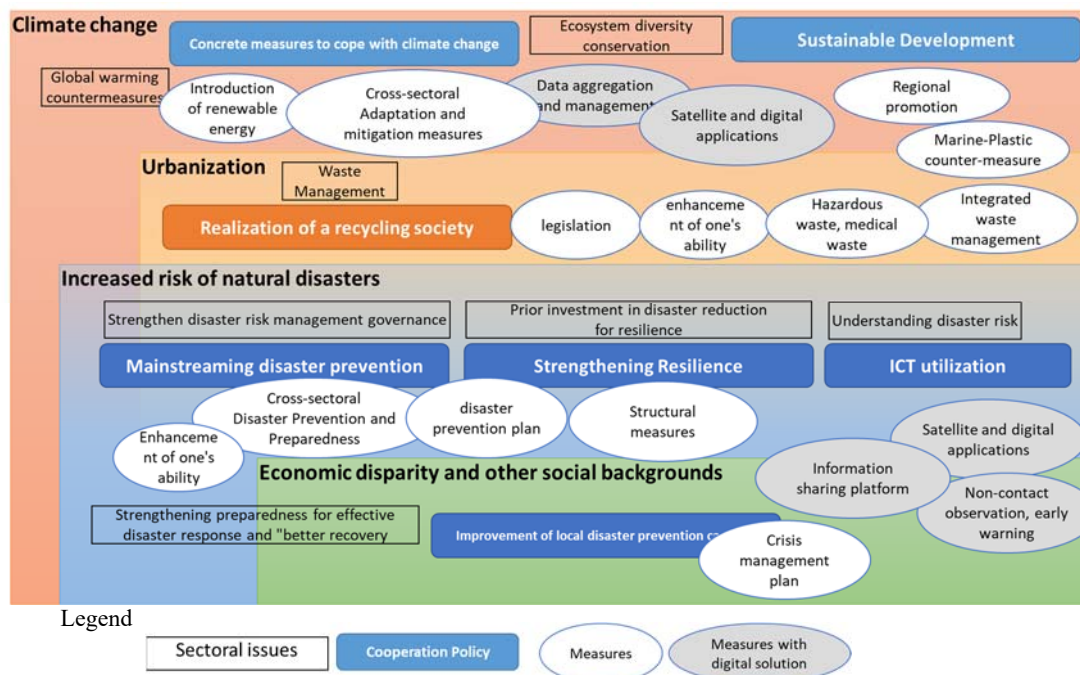 Climate change
Concrete measures to cope with climate change
Ecosystem diversity
conservation
Sustainable Development
Global warming
countermeasures
Introduction
of renewable
energy
Cross-sectoral
Adaptation and
mitigation measures
Data aggregation
and management
Satellite and digital
applications
Regional
promotion
Marine-Plastic
counter-measure
Urbanization
Waste
Management
Realization of a recycling society
legislation
enhanceme
nt of one's
ability
Hazardous
waste, medical
waste
Integrated
waste
management
Increased risk of natural disasters
Strengthen disaster risk management governance
Prior investment in disaster reduction
for resilience
Understanding disaster risk
Mainstreaming disaster prevention
Strengthening Resilience
ICT utilization
Cross-sectoral
Disaster Prevention and
Preparedness
disaster
prevention plan
Structural
measures
Enhanceme
nt of one's
ability
Satellite and digital
applications
Information
sharing platform
Non-contact
observation, early
warning
Economic disparity and other social backgrounds
Strengthening preparedness for effective
disaster response and "better recovery
Improvement of local disaster prevention
Crisis
management
plan
Legend
Sectoral issues
Cooperation Policy
Measures
Measures with
digital solution